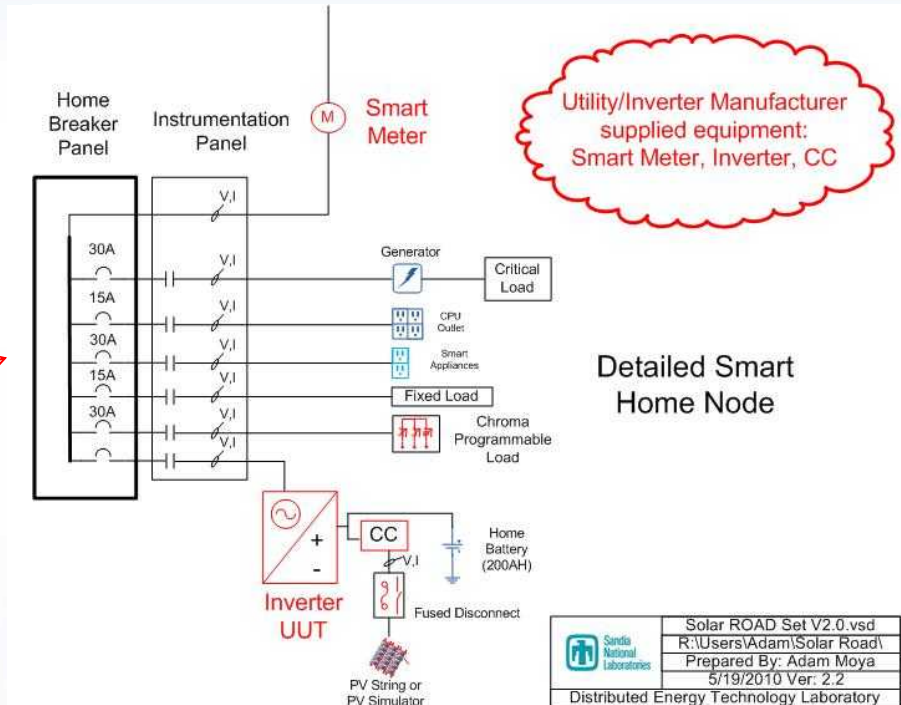 Home
Breaker
Panel
Instrumentation
Panel
M
Smart
Meter
Utility/Inverter Manufacturer
supplied equipment:
Smart Meter, Inverter, CC
V,I
30A
V,I
Generator
Critical
Load
15A
V,I
CPU
Outlet
30A
V,I
Smart
Appliances
15A
V,I
Fixed Load
30A
V,I
Chroma
Programmable
Load
V,I
Detailed Smart
Home Node
+
-
CC
Home
Battery
(200AH)
V,I
Inverter
UUT
Fused Disconnect
PV String or
PV Simulator
Sandia
National
Laboratories
Solar ROAD Set V2.0.vsd
R:\Users\Adam\Solar Road\
Prepared By: Adam Moya
5/19/2010 Ver: 2.2
Distributed Energy Technology Laboratory